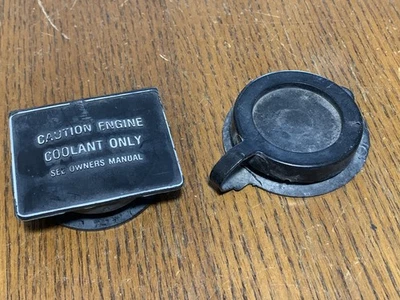 CAUTION ENGINE
COOLANT ONLY
SEE OWNERS MANUAL